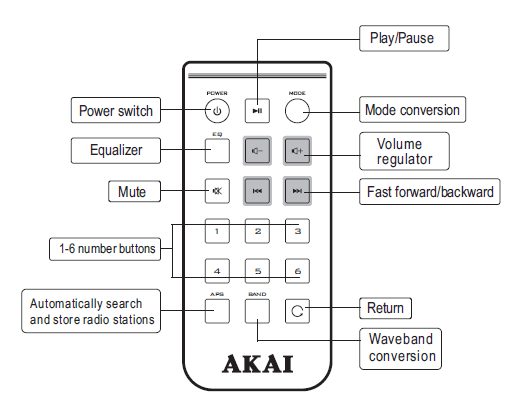 Play/Pause
POWER
MODE
Power switch
Mode conversion
EQ
Equalizer
Volume
regulator
Mute
Fast forward/backward
1 2 3
1-6 number buttons
4 5 6
APS BAND
Automatically search
and store radio stations
Return
Waveband
conversion
AKAI